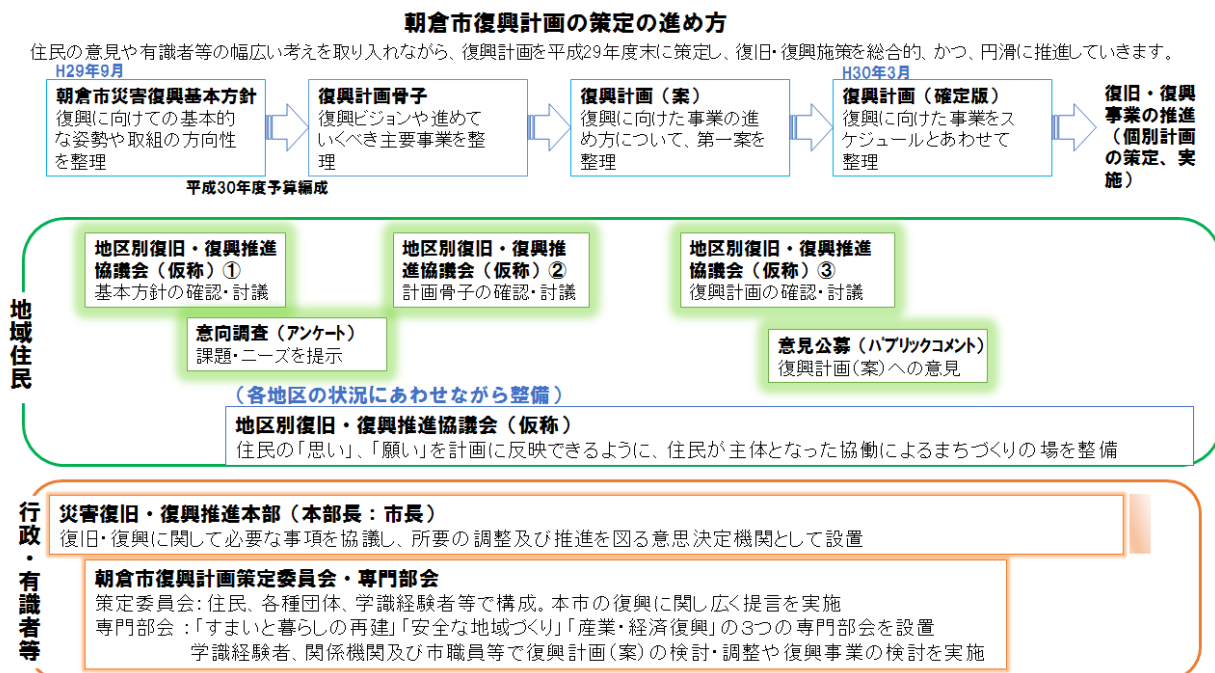 朝倉市復興計画の策定の進め方
住民の意見や有識者等の幅広い考えを取り入れながら、復興計画を平成29年度末に策定し、復旧・復興施策を総合的、かつ、円滑に推進していきます。
H29年9月
朝倉市災害復興基本方針
復興に向けての基本的
な姿勢や取組の方向性
を整理
復興計画骨子
復興ビジョンや進めて
いくべき主要事業を整
理
復興計画（案）
復興に向けた事業の進
め方について、第一案を
整理
H30年3月
復興計画（確定版）
復興に向けた事業をス
ケジュールとあわせて
整理
復旧・復興
事業の推進
（個別計画
の策定、実
施）
平成30年度予算編成
地域住民
地区別復旧・復興推進
協議会（仮称）①
基本方針の確認・討議
地区別復旧・復興推
進協議会（仮称）②
計画骨子の確認・討議
地区別復旧・復興推進
協議会（仮称）③
復興計画の確認・討議
意向調査（アンケート）
課題・ニーズを提示
意見公募（パブリックコメント）
復興計画（案）への意見
（各地区の状況にあわせながら整備）
地区別復旧・復興推進協議会（仮称）
住民の「思い」、「願い」を計画に反映できるように、住民が主体となった協働によるまちづくりの場を整備
行政・有識者等
災害復旧・復興推進本部（本部長：市長）
復旧・復興に関して必要な事項を協議し、所要の調整及び推進を図る意思決定機関として設置
朝倉市復興計画策定委員会・専門部会
策定委員会：住民、各種団体、学識経験者等で構成。本市の復興に関し広く提言を実施
専門部会 ：「すまいと暮らしの再建」「安全な地域づくり」「産業・経済復興」の３つの専門部会を設置
学識経験者、関係機関及び市職員等で復興計画（案）の検討・調整や復興事業の検討を実施